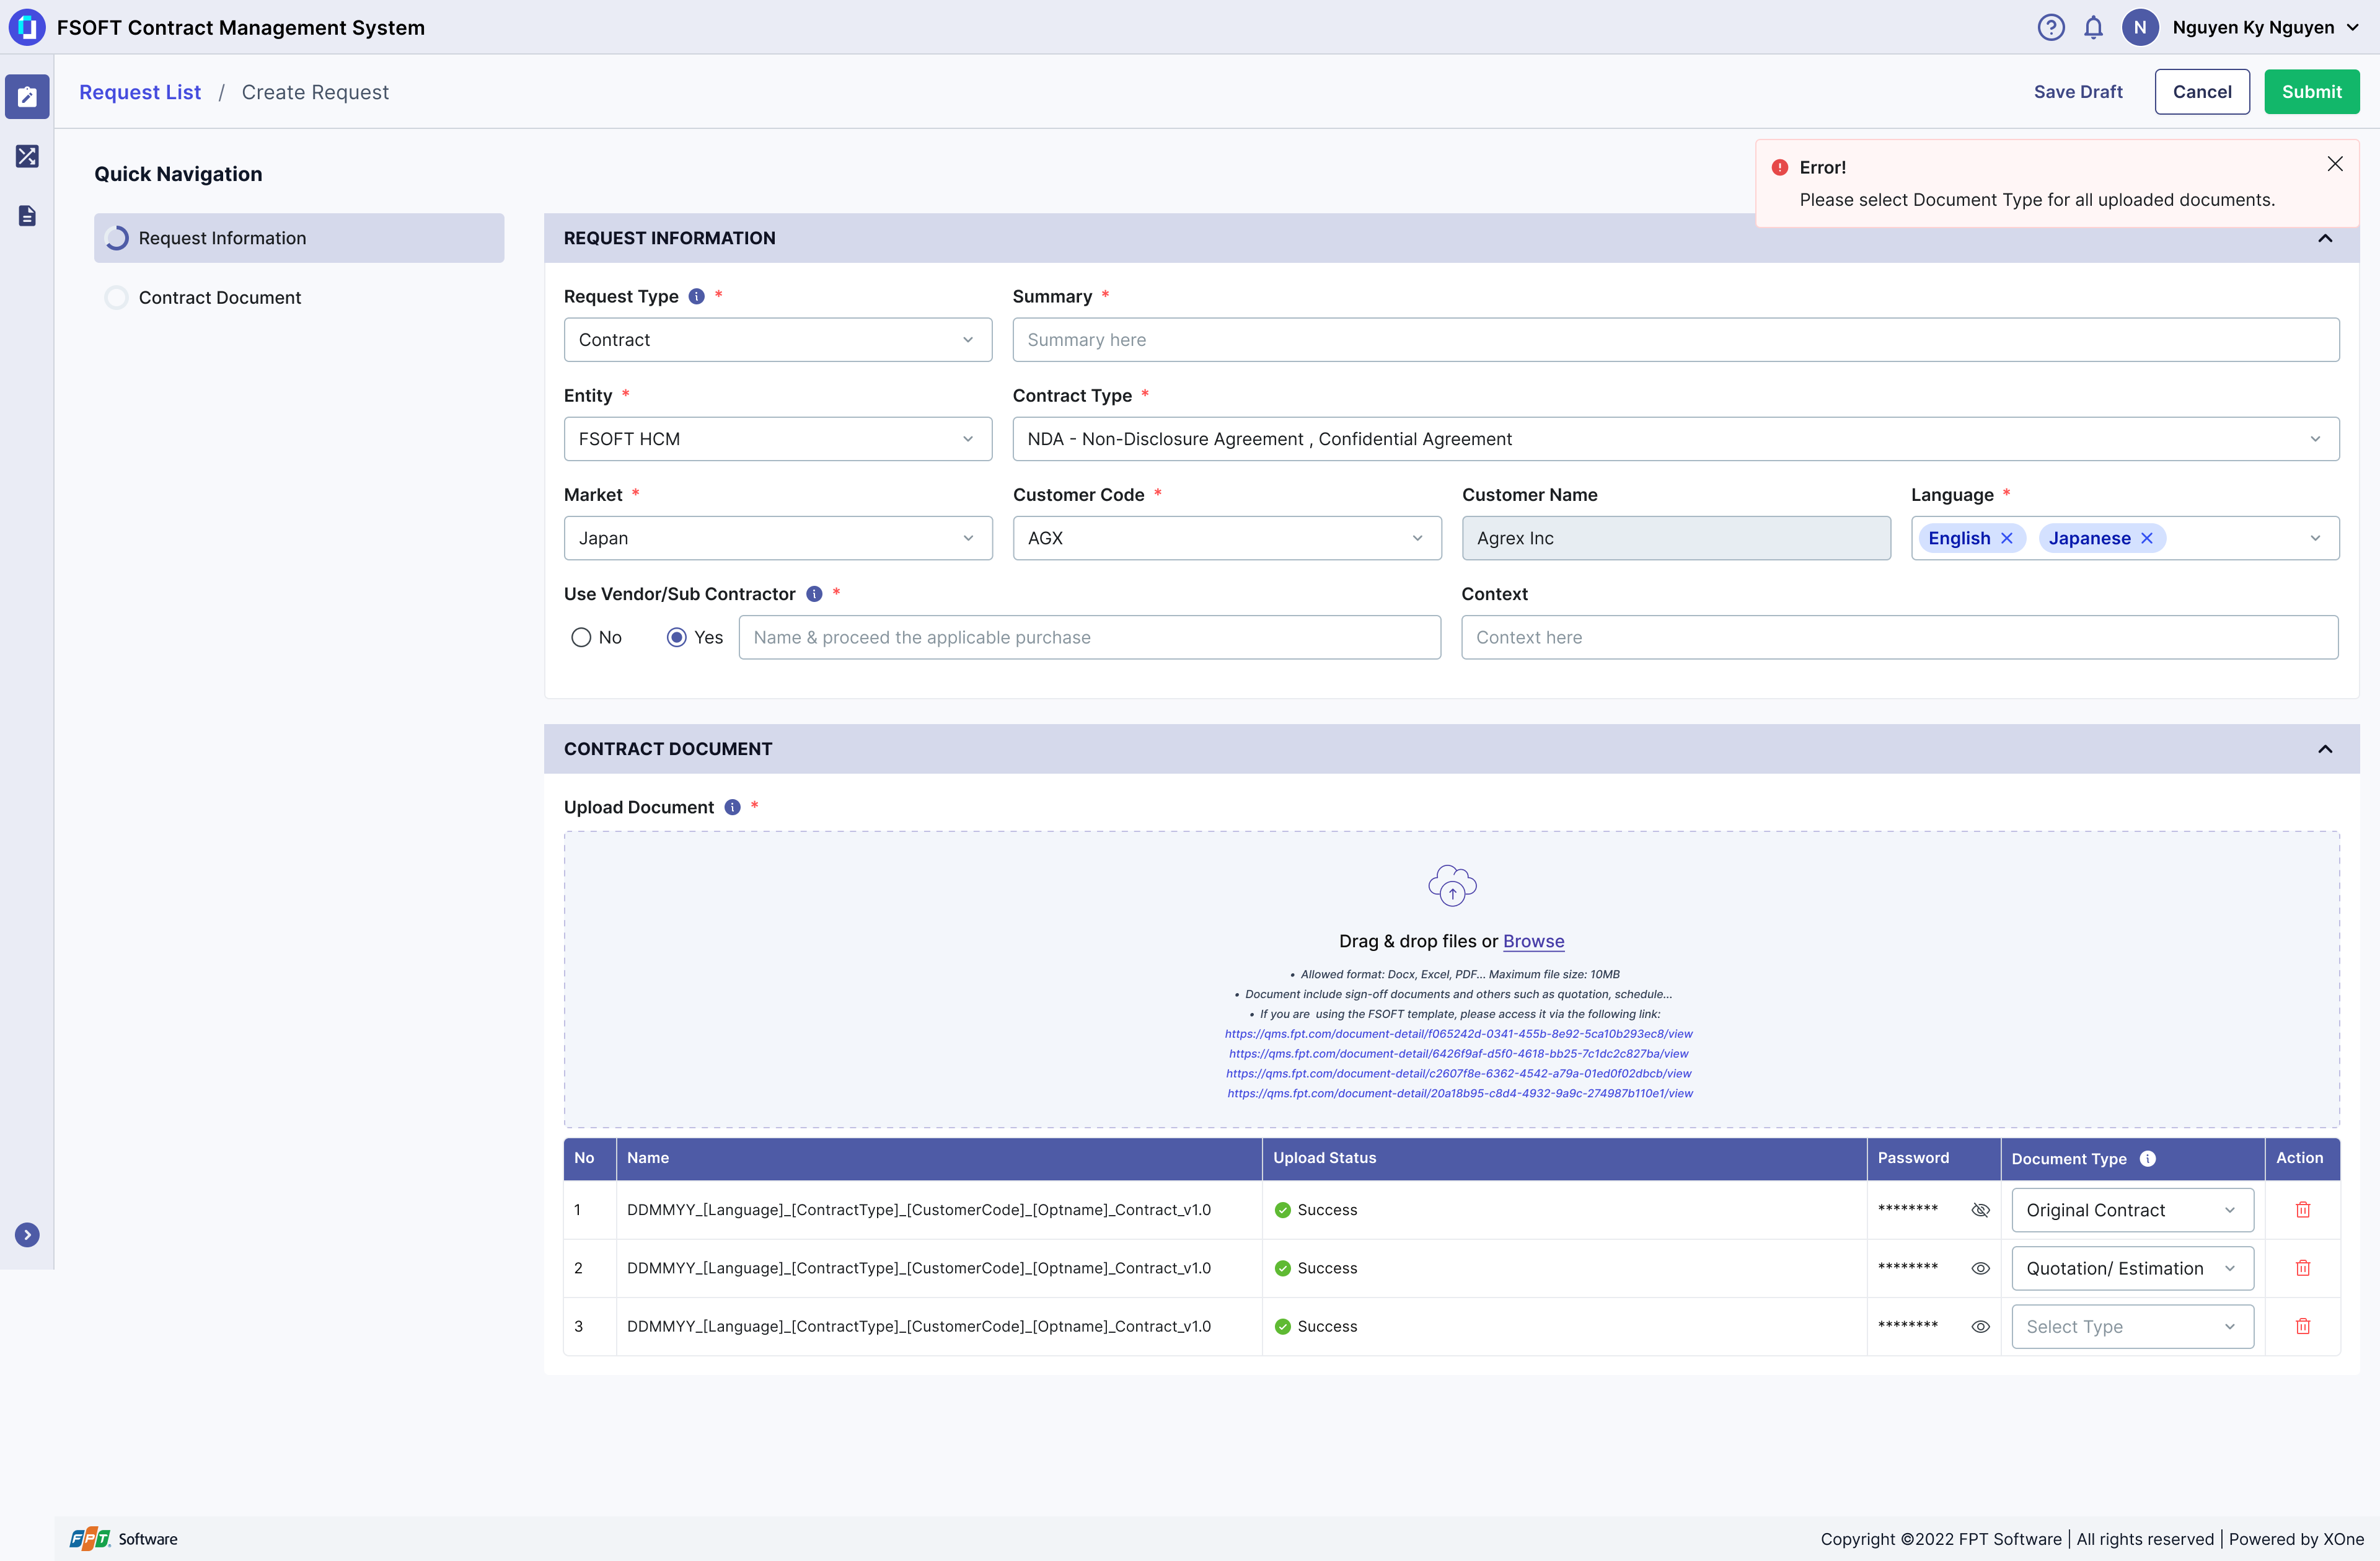 FSOFT Contract Management System
N
Nguyen Ky Nguyen
Request List / Create Request
Save Draft
Cancel
Submit
Quick Navigation
Error!
Please select Document Type for all uploaded documents.
Request Information
Contract Document
REQUEST INFORMATION
Request Type *
Summary *
Contract
Summary here
Entity *
Contract Type *
FSOFT HCM
NDA - Non-Disclosure Agreement , Confidential Agreement
Market *
Customer Code *
Customer Name
Language *
Japan
AGX
Agrex Inc
English
Japanese
Use Vendor/Sub Contractor *
Context
No
Yes
Name & proceed the applicable purchase
Context here
CONTRACT DOCUMENT
Upload Document *
Drag & drop files or Browse
• Allowed format: Docx, Excel, PDF... Maximum file size: 10MB
• Document include sign-off documents and others such as quotation, schedule...
• If you are using the FSOFT template, please access it via the following link:
https://qms.fpt.com/document-detail/f065242d-0341-455b-8e92-5ca10b293ec8/view
https://qms.fpt.com/document-detail/6426f9af-d5f0-4618-bb25-7c1dc2c827ba/view
https://qms.fpt.com/document-detail/c2607f8e-6362-4542-a79a-01ed0f02dbcb/view
https://qms.fpt.com/document-detail/20a18b95-c8d4-4932-9a9c-274987b110e1/view
No Name Upload Status Password Document Type Action
1 DDMMYY_[Language]_[ContractType]_[CustomerCode]_[Optname]_Contract_v1.0 Success ******** Original Contract
2 DDMMYY_[Language]_[ContractType]_[CustomerCode]_[Optname]_Contract_v1.0 Success ******** Quotation/ Estimation
3 DDMMYY_[Language]_[ContractType]_[CustomerCode]_[Optname]_Contract_v1.0 Success ******** Select Type
FPT Software
Copyright ©2022 FPT Software | All rights reserved | Powered by XOne